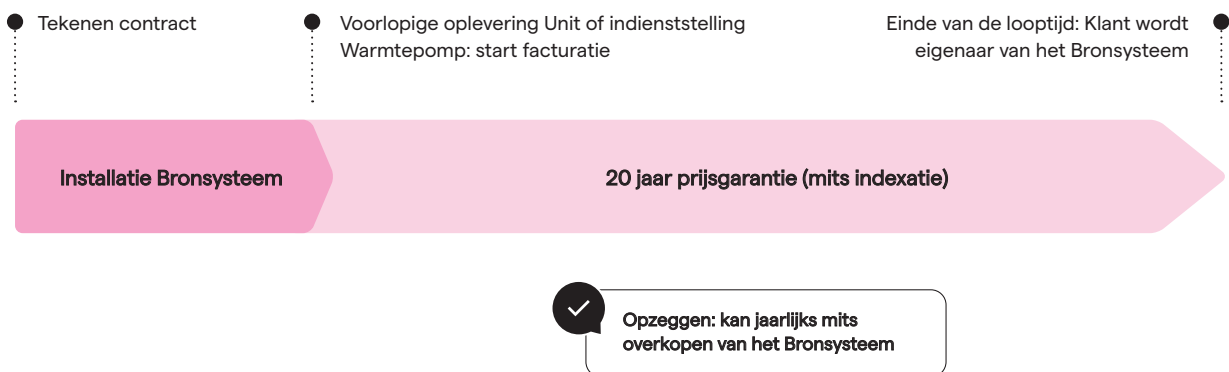 Tekenen contract
Voorlopige oplevering Unit of indienststelling
Warmtepomp: start facturatie
Einde van de looptijd: Klant wordt
eigenaar van het Bronsysteem
Installatie Bronsysteem
20 jaar prijsgarantie (mits indexatie)
Opzeggen: kan jaarlijks mits
overkopen van het Bronsysteem